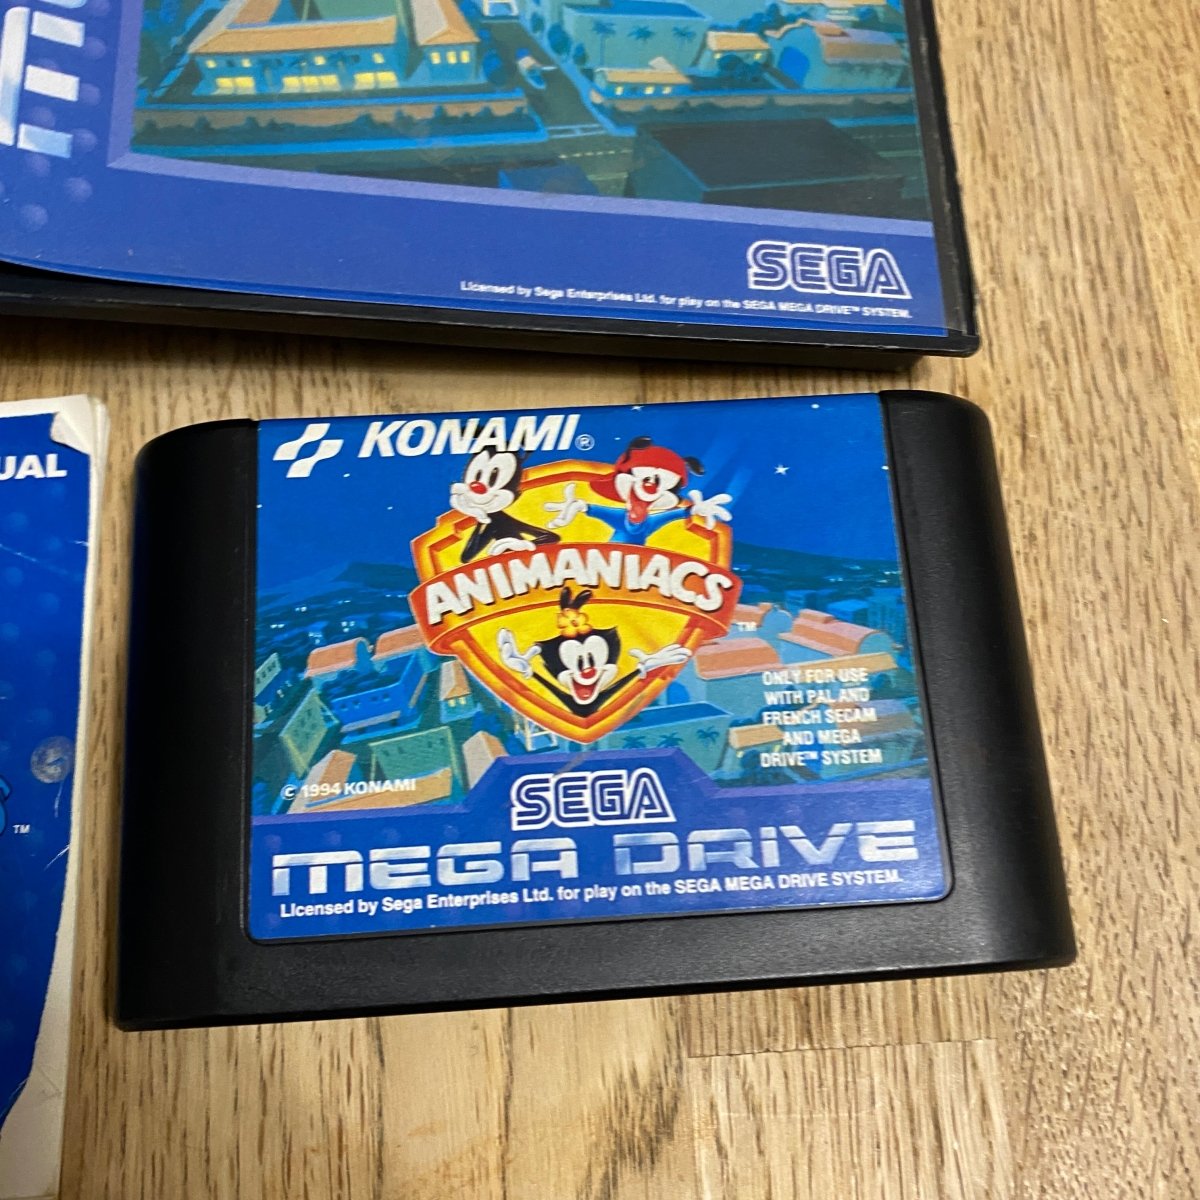 SEGA
Licensed by Sega Enterprises Ltd. for play on the SEGA MEGA DRIVE™ SYSTEM.
UAL
™
KONAMI®
ANIMANIACS
™
ONLY FOR USE
WITH PAL AND
FRENCH SECAM
AND MEGA
DRIVE™ SYSTEM
© 1994 KONAMI
SEGA
MEGA DRIVE
Licensed by Sega Enterprises Ltd. for play on the SEGA MEGA DRIVE SYSTEM.